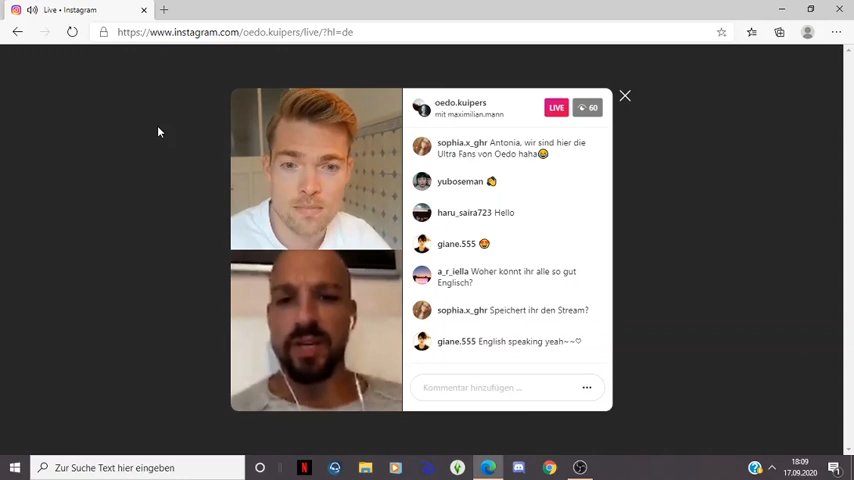 Live • Instagram
https://www.instagram.com/oedo.kuipers/live/?hl=de
oedo.kuipers
mit maximilian.mann
LIVE
60
sophia.x_ghr Antonia, wir sind hier die
Ultra Fans von Oedo haha😂
yuboseman 👏
haru_saira723 Hello
giane.555 😍
a_r_iella Woher könnt ihr alle so gut
Englisch?
sophia.x_ghr Speichert ihr den Stream?
giane.555 English speaking yeah~~♡
Kommentar hinzufügen ...
Zur Suche Text hier eingeben
18:09
17.09.2020